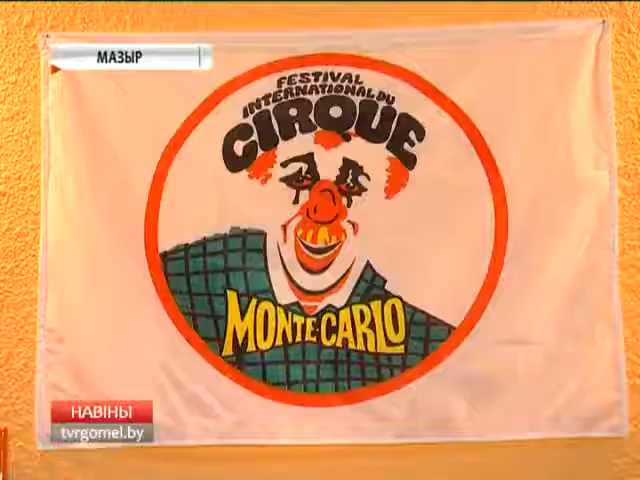 МАЗЫР
FESTIVAL
INTERNATIONAL DU
CIRQUE
MONTE-CARLO
НАВІНЫ
tvrgomel.by